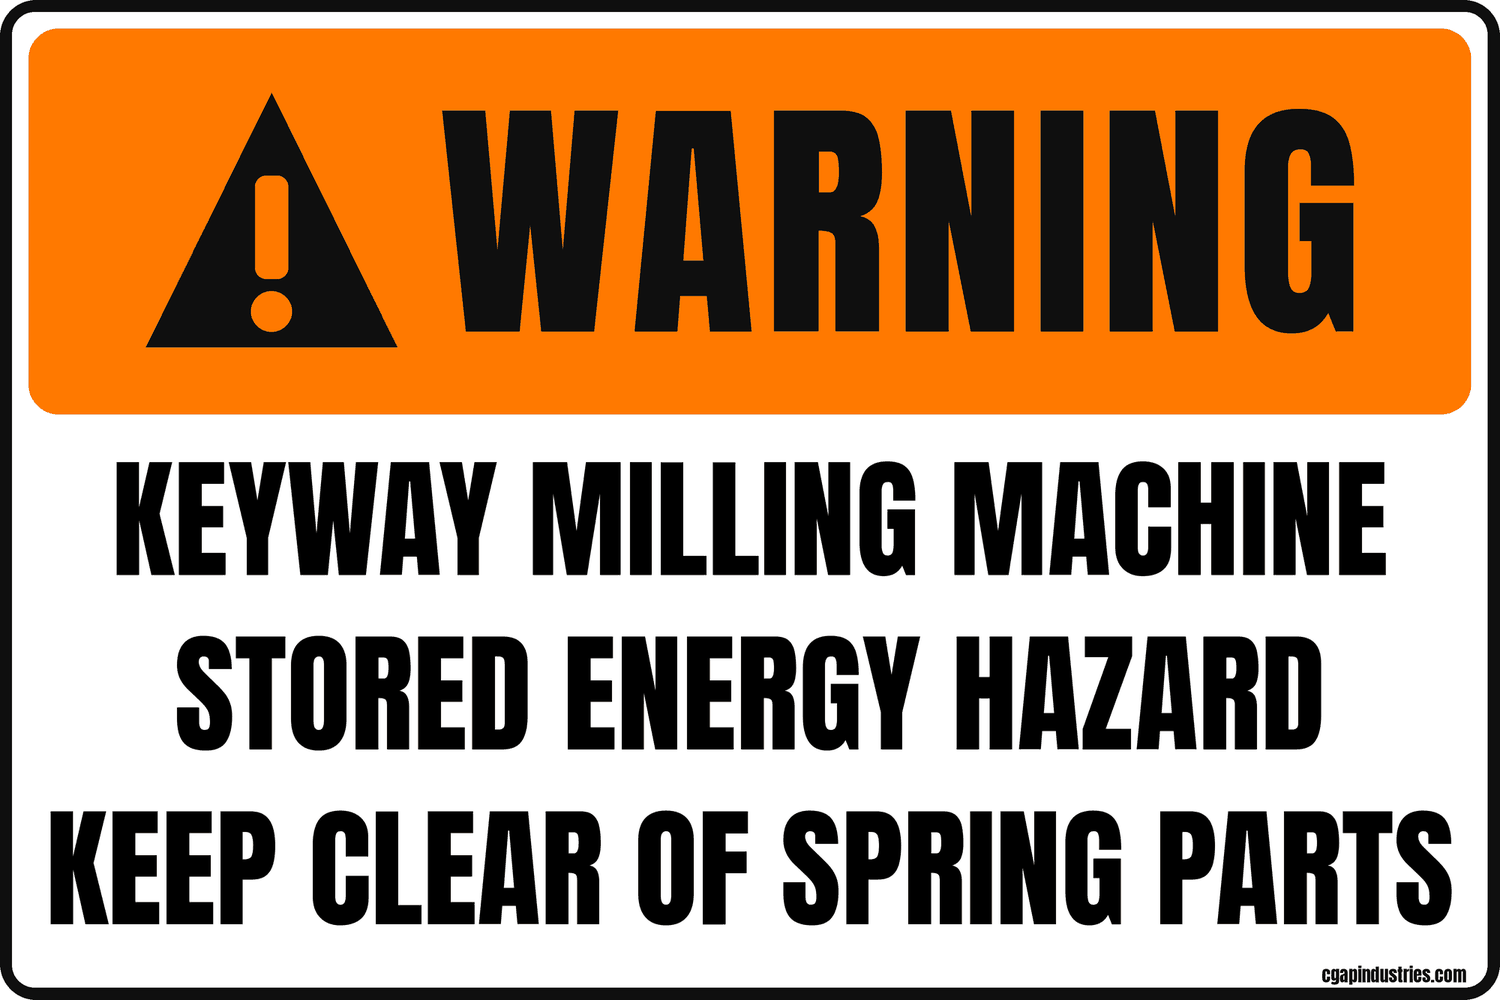 WARNING
KEYWAY MILLING MACHINE
STORED ENERGY HAZARD
KEEP CLEAR OF SPRING PARTS
cgapindustries.com